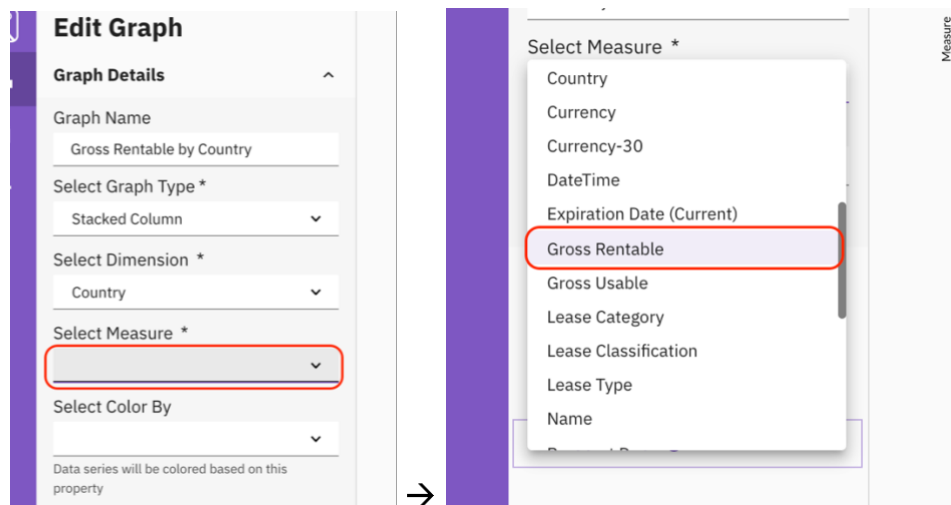 Edit Graph
Graph Details
Graph Name
Gross Rentable by Country
Select Graph Type *
Stacked Column
Select Dimension *
Country
Select Measure *
Select Color By
Data series will be colored based on this
property
→
Select Measure *
Country
Currency
Currency-30
DateTime
Expiration Date (Current)
Gross Rentable
Gross Usable
Lease Category
Lease Classification
Lease Type
Name
Measure